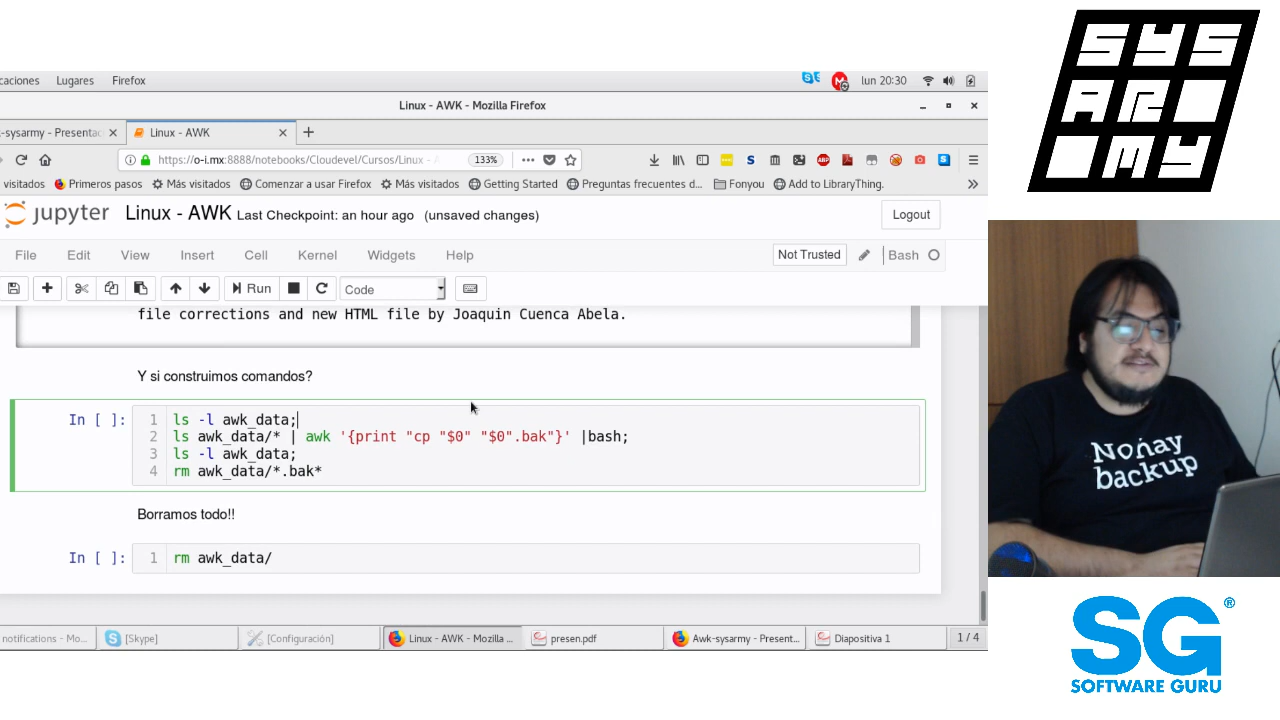 caciones Lugares Firefox lun 20:30
Linux - AWK - Mozilla Firefox
-sysarmy - Presentac Linux - AWK
https://o-i.mx:8888/notebooks/Cloudevel/Cursos/Linux - A 133%
visitados Primeros pasos Más visitados Comenzar a usar Firefox Más visitados Getting Started Preguntas frecuentes d... Fonyou Add to LibraryThing.
jupyter Linux - AWK Last Checkpoint: an hour ago (unsaved changes) Logout
File Edit View Insert Cell Kernel Widgets Help Not Trusted Bash
Run Code
file corrections and new HTML file by Joaquin Cuenca Abela.
Y si construimos comandos?
In [ ]: 1 ls -l awk_data;
2 ls awk_data/* | awk '{print "cp "$0" "$0".bak"}' |bash;
3 ls -l awk_data;
4 rm awk_data/*.bak*
Borramos todo!!
In [ ]: 1 rm awk_data/
notifications - Mo... [Skype] [Configuración] Linux - AWK - Mozilla ... presen.pdf Awk-sysarmy - Present... Diapositiva 1 1 / 4
SYS
AR
MY
No hay
backup
SG®
SOFTWARE GURU